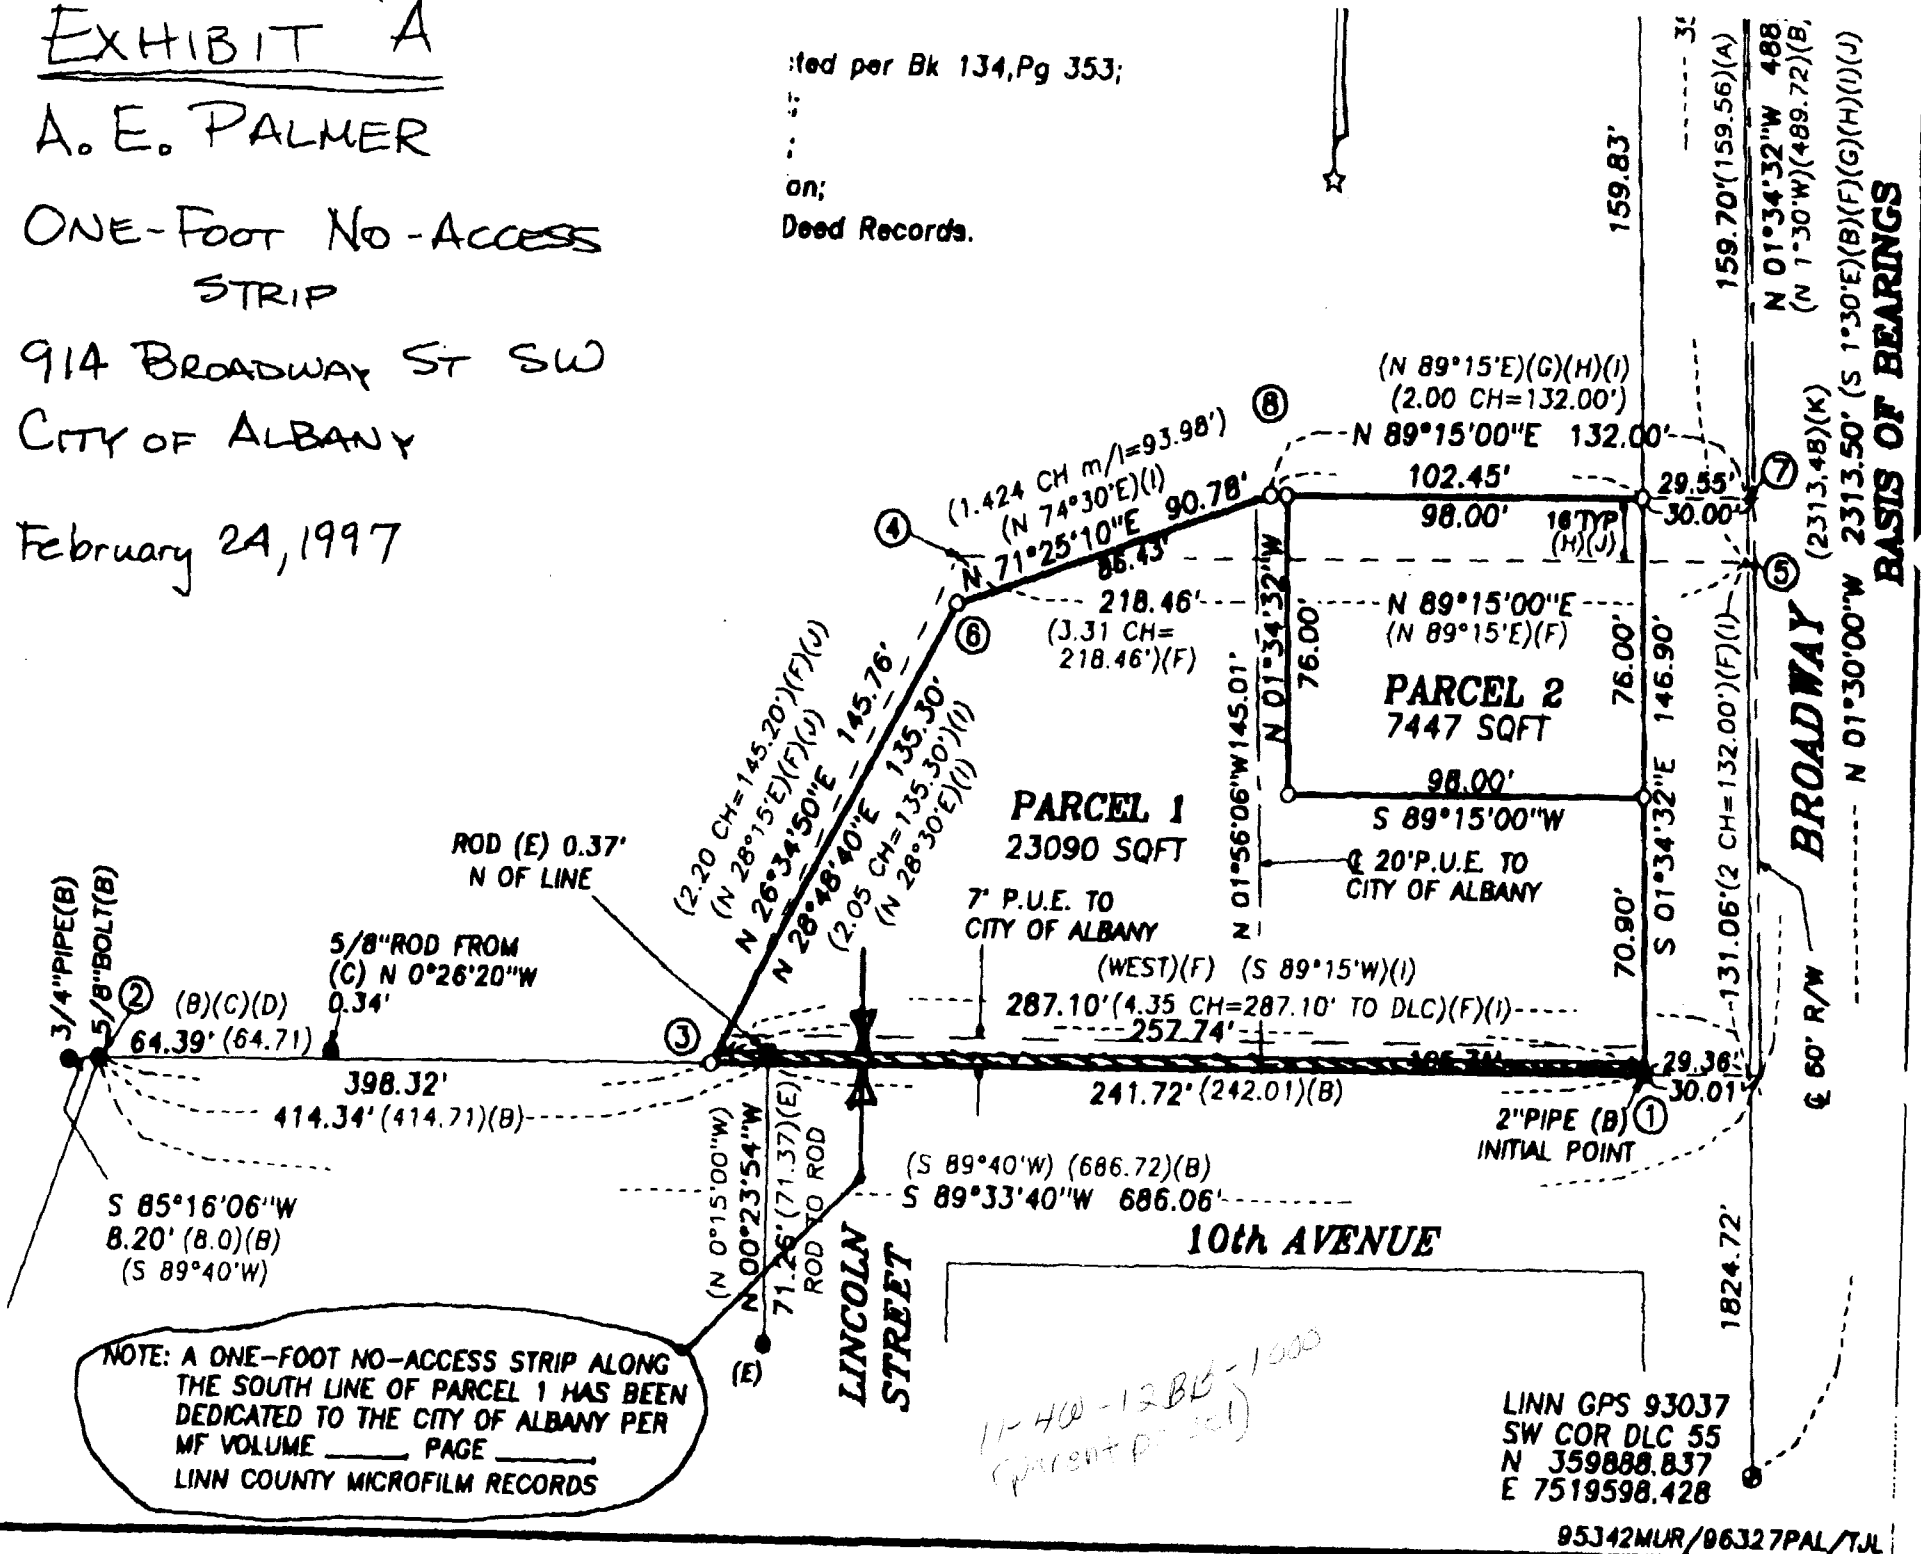 EXHIBIT A
A. E. PALMER
ONE-FOOT NO-ACCESS
STRIP
914 BROADWAY ST SW
CITY OF ALBANY
February 24, 1997
ted per Bk 134,Pg 353;
on;
Deed Records.
159.83'
159.70'(159.56)(A)
N 01°34'32"W 488
(N 1°30'W)(489.72)(B,
N 01°30'00"W 2313.50' (S 1°30'E)(B)(F)(G)(H)(I)(J)
(2313.48)(K)
BASIS OF BEARINGS
(N 89°15'E)(G)(H)(I)
(2.00 CH=132.00')
N 89°15'00"E 132.00'
102.45'
98.00'
29.55'
30.00'
16'TYP
(H)(J)
8
7
5
4
6
(1.424 CH m/l=93.98')
(N 74°30'E)(I)
N 71°25'10"E 90.78'
86.43'
218.46'
(3.31 CH=
218.46')(F)
N 89°15'00"E
(N 89°15'E)(F)
N 01°34'32"W
76.00'
PARCEL 2
7447 SQFT
76.00'
98.00'
S 89°15'00"W
S 01°34'32"E 146.90'
70.90'
131.06'(2 CH=132.00')(F)(I)
BROADWAY
₵ 60' R/W
(2.20 CH=145.20')(F)(J)
(N 28°15'E)(F)(J)
N 26°34'50"E 145.76'
N 28°48'40"E 135.30'
(2.05 CH=135.30')(I)
(N 28°30'E)(I)
PARCEL 1
23090 SQFT
N 01°56'06"W 145.01'
₵ 20'P.U.E. TO
CITY OF ALBANY
7' P.U.E. TO
CITY OF ALBANY
ROD (E) 0.37'
N OF LINE
3/4"PIPE(B)
5/8"BOLT(B)
2
5/8"ROD FROM
(C) N 0°26'20"W
0.34'
(B)(C)(D)
64.39' (64.71)
3
(WEST)(F) (S 89°15'W)(I)
287.10'(4.35 CH=287.10' TO DLC)(F)(I)
257.74'
29.36'
30.01'
398.32'
414.34' (414.71)(B)
241.72' (242.01)(B)
2"PIPE (B)
INITIAL POINT
1
(S 89°40'W) (686.72)(B)
S 89°33'40"W 686.06'
S 85°16'06"W
8.20' (8.0)(B)
(S 89°40'W)
(N 0°15'00"W)
N 00°23'54"W
71.26' (71.37)(E)
ROD TO ROD
(E)
LINCOLN
STREET
10th AVENUE
1824.72'
NOTE: A ONE-FOOT NO-ACCESS STRIP ALONG
THE SOUTH LINE OF PARCEL 1 HAS BEEN
DEDICATED TO THE CITY OF ALBANY PER
MF VOLUME ______, PAGE ______,
LINN COUNTY MICROFILM RECORDS
11-4W-12BB-1000
(parent parcel)
LINN GPS 93037
SW COR DLC 55
N 359888.837
E 7519598.428
95342MUR/96327PAL/TJL